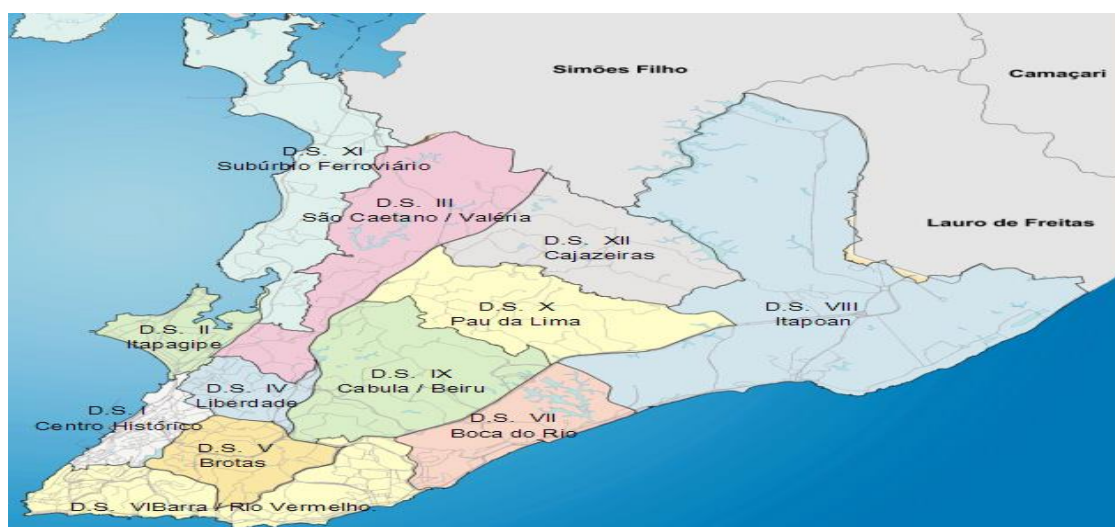 Simões Filho
Camaçari
D.S. XI
Subúrbio Ferroviário
D.S. III
São Caetano / Valéria
Lauro de Freitas
D.S. XII
Cajazeiras
D.S. X
Pau da Lima
D.S. VIII
Itapoan
D.S. II
Itapagipe
D.S. IX
Cabula / Beiru
D.S. IV
Liberdade
D.S. I
Centro Histórico
D.S. VII
Boca do Rio
D.S. V
Brotas
D.S. VIBarra / Rio Vermelho.